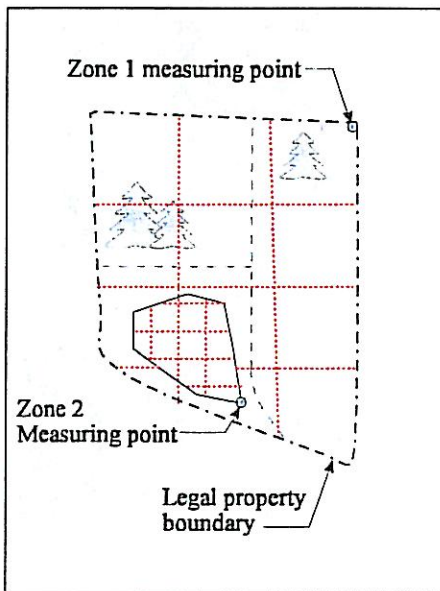 Zone 1 measuring point
Zone 2
Measuring point
Legal property
boundary